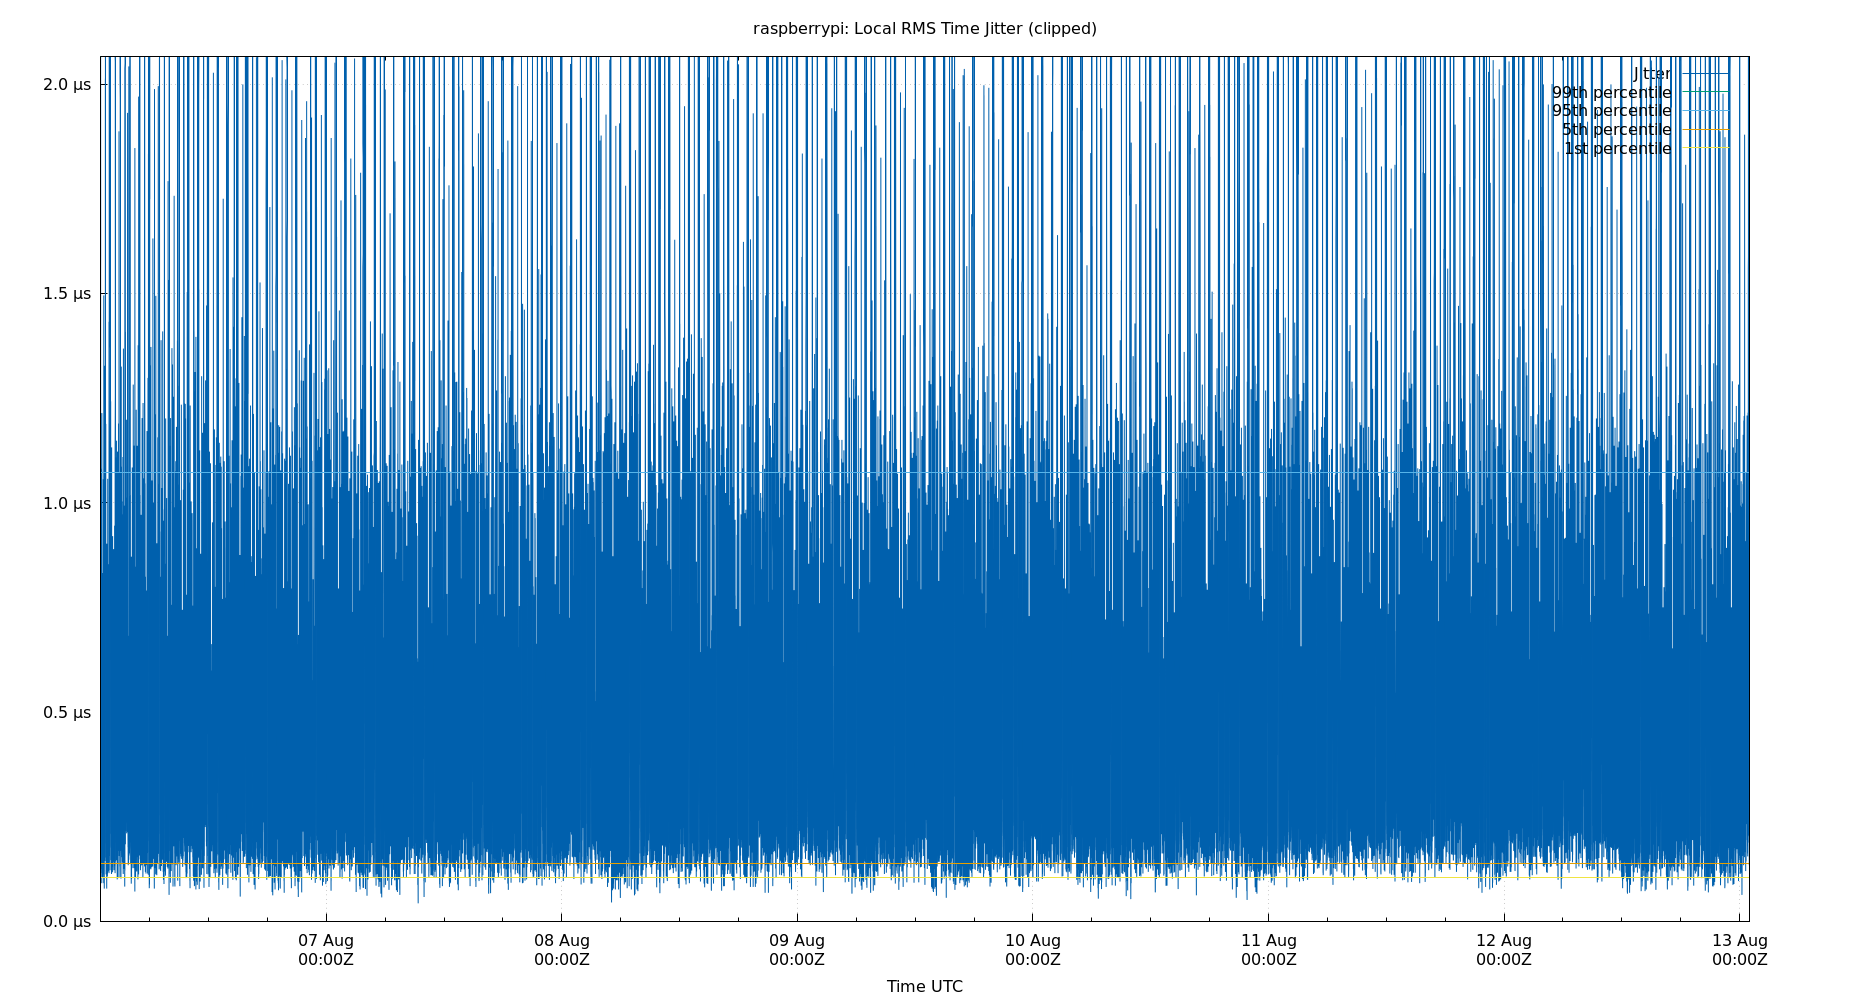 raspberrypi: Local RMS Time Jitter (clipped)
Jitter
99th percentile
95th percentile
5th percentile
1st percentile
2.0 µs
1.5 µs
1.0 µs
0.5 µs
0.0 µs
07 Aug 08 Aug 09 Aug 10 Aug 11 Aug 12 Aug 13 Aug
00:00Z 00:00Z 00:00Z 00:00Z 00:00Z 00:00Z 00:00Z
Time UTC